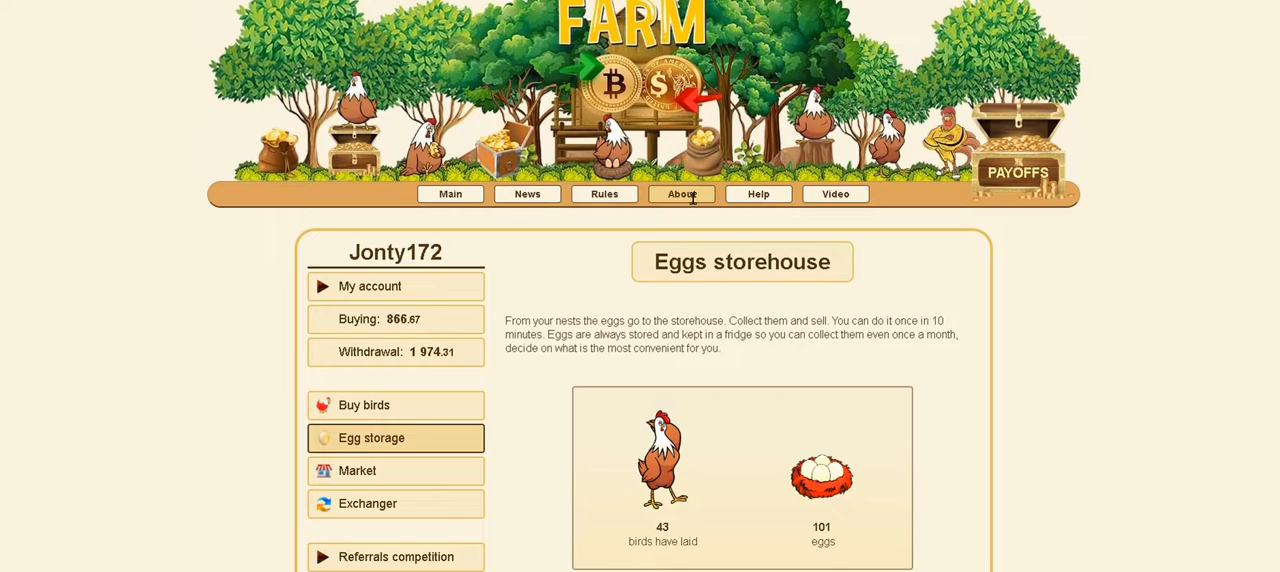 FARM
PAYOFFS
Main
News
Rules
About
Help
Video
Jonty172
My account
Buying: 866.67
Withdrawal: 1 974.31
Buy birds
Egg storage
Market
Exchanger
Referrals competition
Eggs storehouse
From your nests the eggs go to the storehouse. Collect them and sell. You can do it once in 10
minutes. Eggs are always stored and kept in a fridge so you can collect them even once a month,
decide on what is the most convenient for you.
43
birds have laid
101
eggs